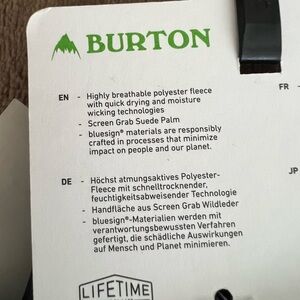 BURTON
EN - Highly breathable polyester fleece
with quick drying and moisture
wicking technologies
- Screen Grab Suede Palm
- bluesign® materials are responsibly
crafted in processes that minimize
impact on people and our planet.
DE - Höchst atmungsaktives Polyester-
Fleece mit schnelltrocknender,
feuchtigkeitsabweisender Technologie
- Handfläche aus Screen Grab Wildleder
- bluesign®-Materialien werden mit
verantwortungsbewussten Verfahren
gefertigt, die schädliche Auswirkungen
auf Mensch und Planet minimieren.
LIFETIME
FR -
JP